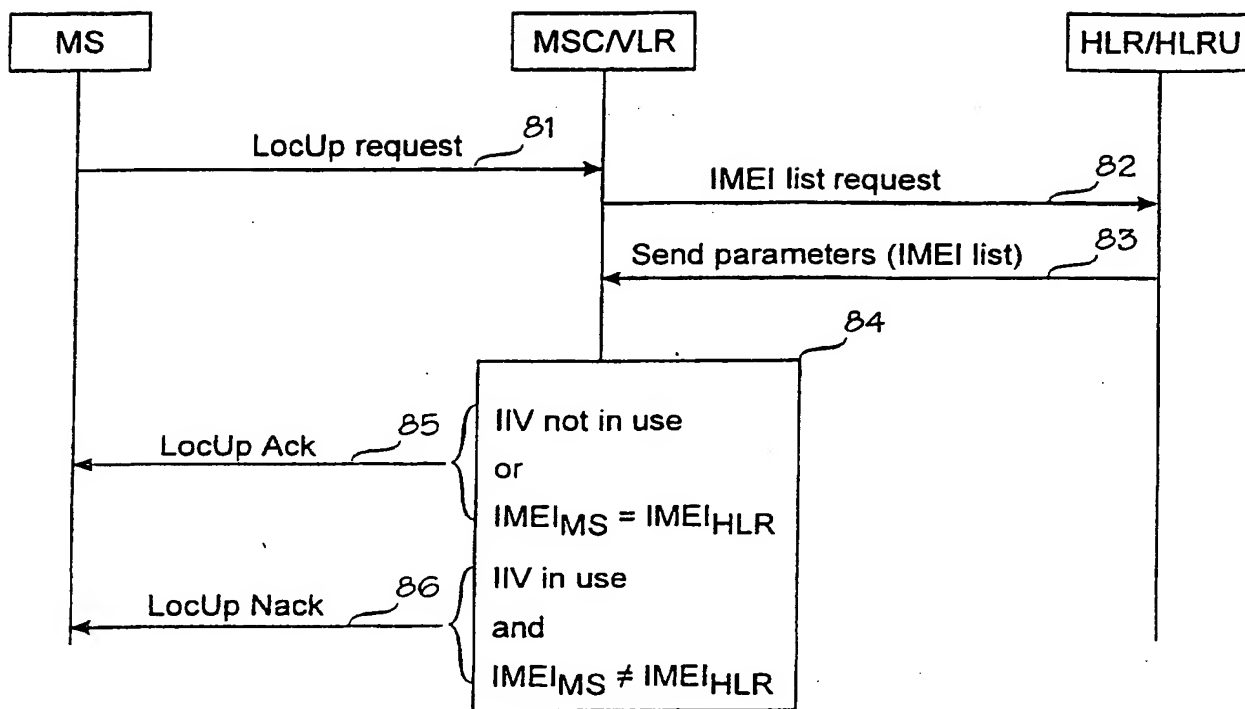 MS
MSC/VLR
HLR/HLRU
LocUp request
81
IMEI list request
82
Send parameters (IMEI list)
83
84
IIV not in use
or
IMEI_MS = IMEI_HLR
LocUp Ack
85
IIV in use
and
IMEI_MS ≠ IMEI_HLR
LocUp Nack
86